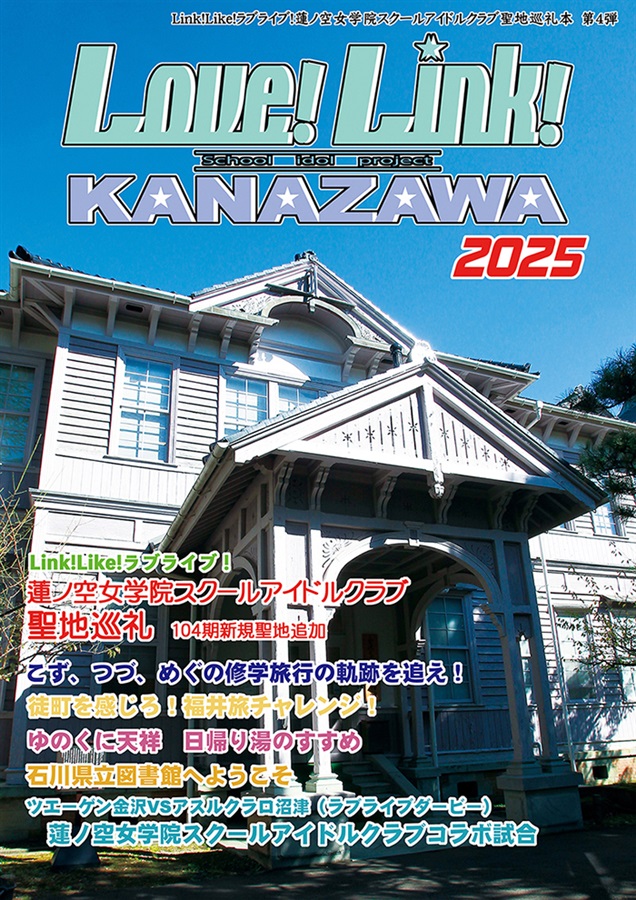 Link!Like!ラブライブ!蓮ノ空女学院スクールアイドルクラブ聖地巡礼本 第4弾
Love! Link!
School idol project
KANAZAWA
2025
Link!Like!ラブライブ!
蓮ノ空女学院スクールアイドルクラブ
聖地巡礼 104期新規聖地追加
こず、つづ、めぐの修学旅行の軌跡を追え!
徒町を感じろ!福井旅チャレンジ!
ゆのくに天祥 日帰り湯のすすめ
石川県立図書館へようこそ
ツエーゲン金沢VSアスルクラロ沼津(ラブライブダービー)
蓮ノ空女学院スクールアイドルクラブコラボ試合